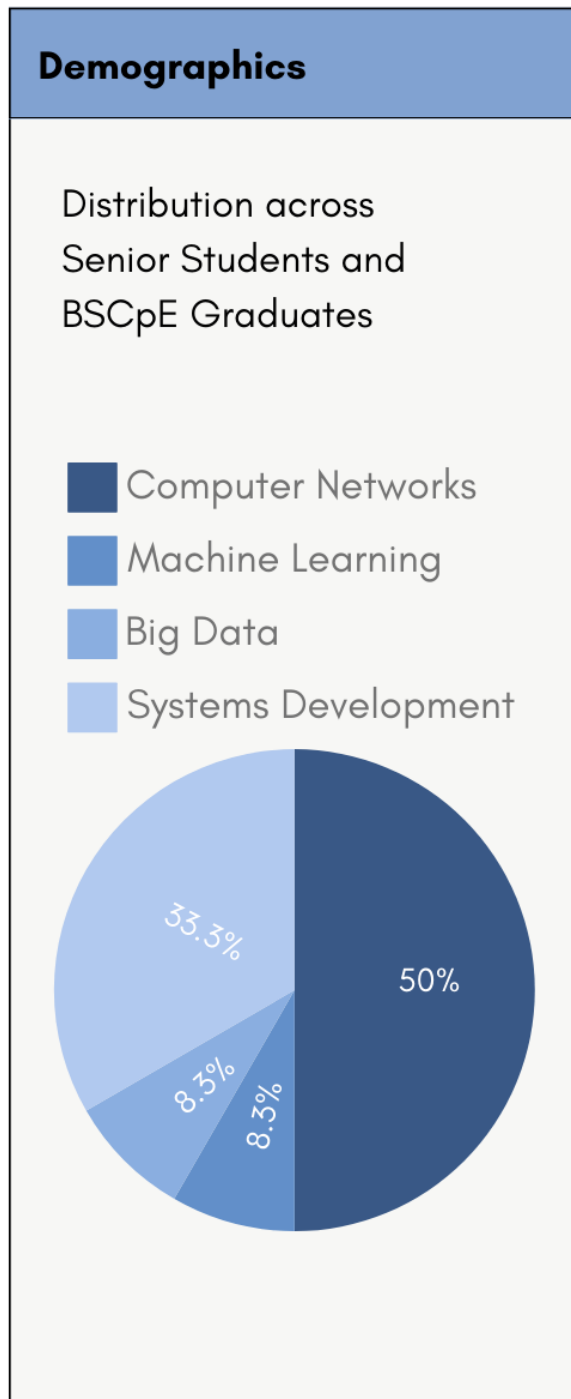 Demographics
Distribution across
Senior Students and
BSCpE Graduates
Computer Networks
Machine Learning
Big Data
Systems Development
33.3%
50%
8.3%
8.3%